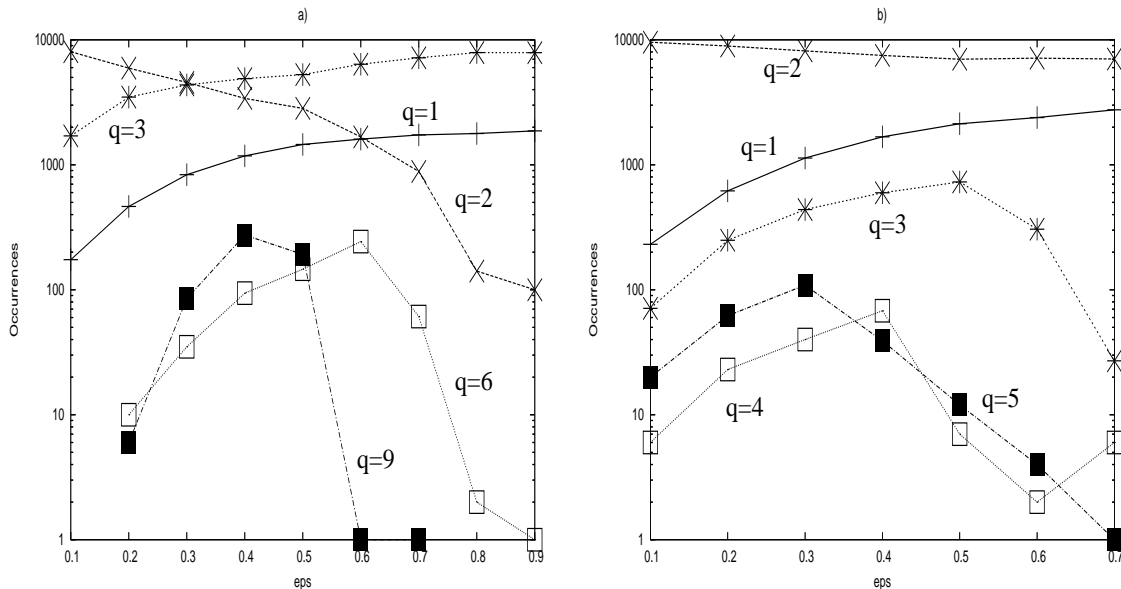 a)
10000
1000
100
10
1
Occurrences
q=3
q=1
q=2
q=6
q=9
0.1 0.2 0.3 0.4 0.5 0.6 0.7 0.8 0.9
eps
b)
10000
1000
100
10
1
Occurrences
q=2
q=1
q=3
q=4
q=5
0.1 0.2 0.3 0.4 0.5 0.6 0.7
eps